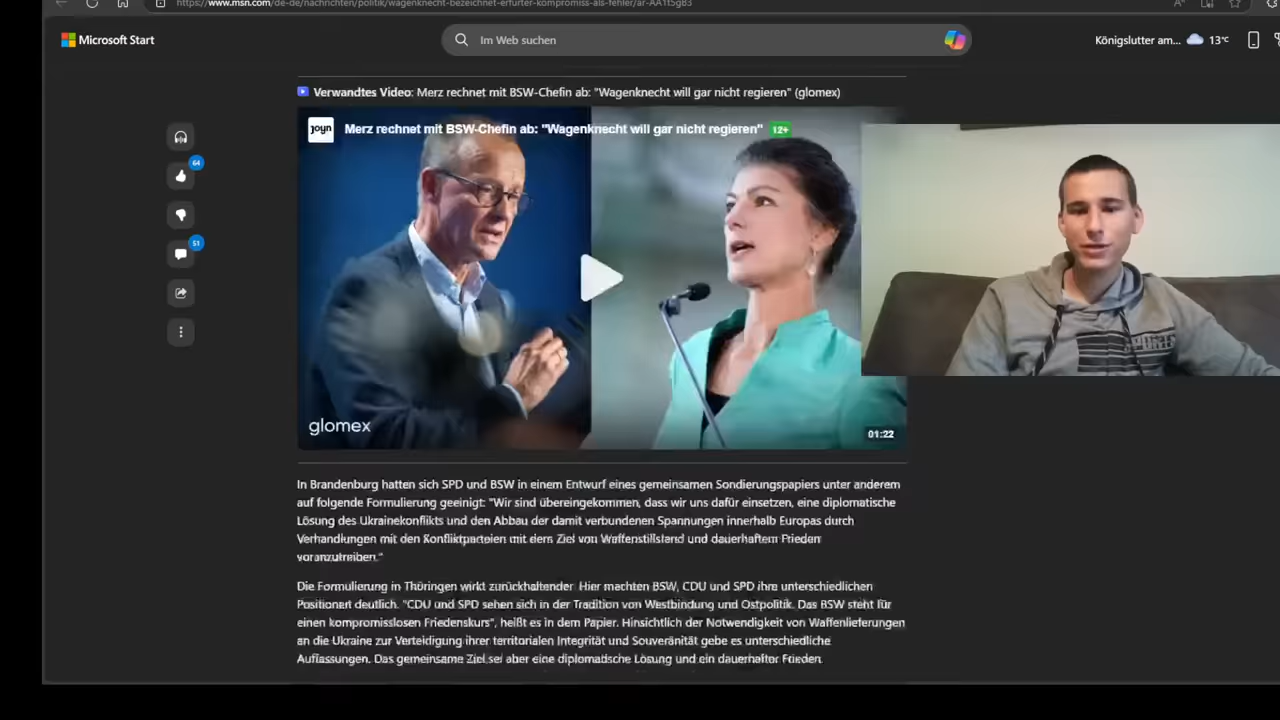 https://www.msn.com/de-de/nachrichten/politik/wagenknecht-bezeichnet-erfurter-kompromiss-als-fehler/ar-AA1t5gB3
Microsoft Start
Im Web suchen
Königslutter am... 13°C
Verwandtes Video: Merz rechnet mit BSW-Chefin ab: "Wagenknecht will gar nicht regieren" (glomex)
joyn Merz rechnet mit BSW-Chefin ab: "Wagenknecht will gar nicht regieren" 12+
64
51
SPORTS
glomex
01:22
In Brandenburg hatten sich SPD und BSW in einem Entwurf eines gemeinsamen Sondierungspapiers unter anderem
auf folgende Formulierung geeinigt: "Wir sind übereingekommen, dass wir uns dafür einsetzen, eine diplomatische
Lösung des Ukrainekonflikts und den Abbau der damit verbundenen Spannungen innerhalb Europas durch
Verhandlungen mit den Konfliktparteien mit dem Ziel von Waffenstillstand und dauerhaftem Frieden
voranzutreiben."
Die Formulierung in Thüringen wirkt zurückhaltender. Hier machten BSW, CDU und SPD ihre unterschiedlichen
Positionen deutlich. "CDU und SPD sehen sich in der Tradition von Westbindung und Ostpolitik. Das BSW steht für
einen kompromisslosen Friedenskurs", heißt es in dem Papier. Hinsichtlich der Notwendigkeit von Waffenlieferungen
an die Ukraine zur Verteidigung ihrer territorialen Integrität und Souveränität gebe es unterschiedliche
Auffassungen. Das gemeinsame Ziel sei aber eine diplomatische Lösung und ein dauerhafter Frieden.